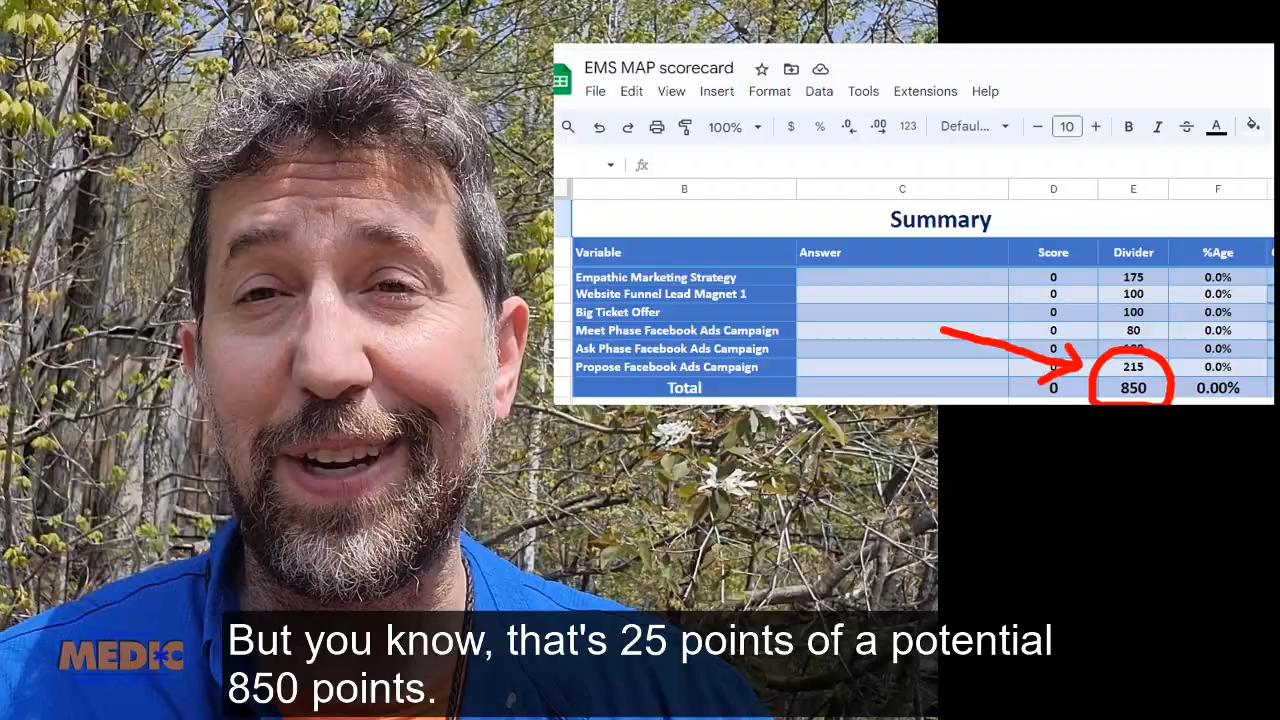 EMS MAP scorecard
File Edit View Insert Format Data Tools Extensions Help
100% $ % .0 .00 123 Defaul... − 10 + B I S A
fx
B C D E F
Summary
Variable Answer Score Divider %Age
Empathic Marketing Strategy 0 175 0.0%
Website Funnel Lead Magnet 1 0 100 0.0%
Big Ticket Offer 0 100 0.0%
Meet Phase Facebook Ads Campaign 0 80 0.0%
Ask Phase Facebook Ads Campaign 0 0.0%
Propose Facebook Ads Campaign 0 215 0.0%
Total 0 850 0.00%
MEDIC
But you know, that's 25 points of a potential
850 points.